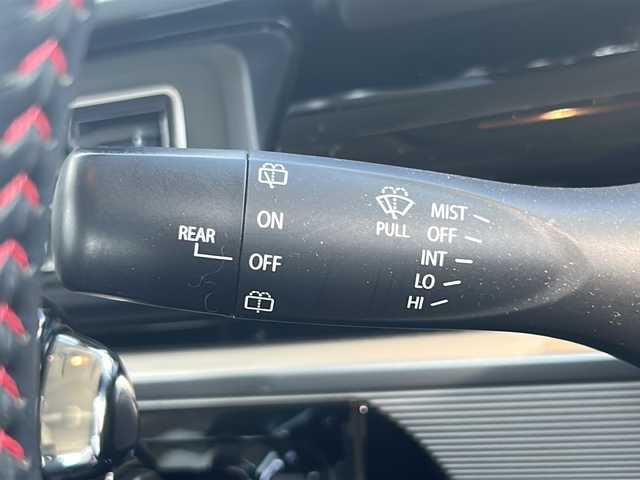 REAR
ON
OFF
PULL
MIST
OFF
INT
LO
HI